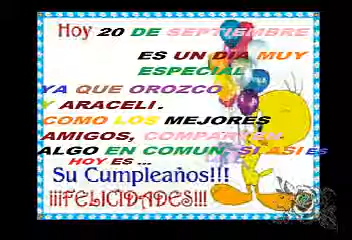 Hoy 20 DE SEPTIEMBRE
ES UN DIA MUY
ESPECIAL
YA QUE OROZCO
Y ARACELI.
COMO LOS MEJORES
AMIGOS, COMPARTEN
ALGO EN COMUN. SI ASI ES
HOY ES ...
Su Cumpleaños!!!
¡¡¡FELICIDADES!!!